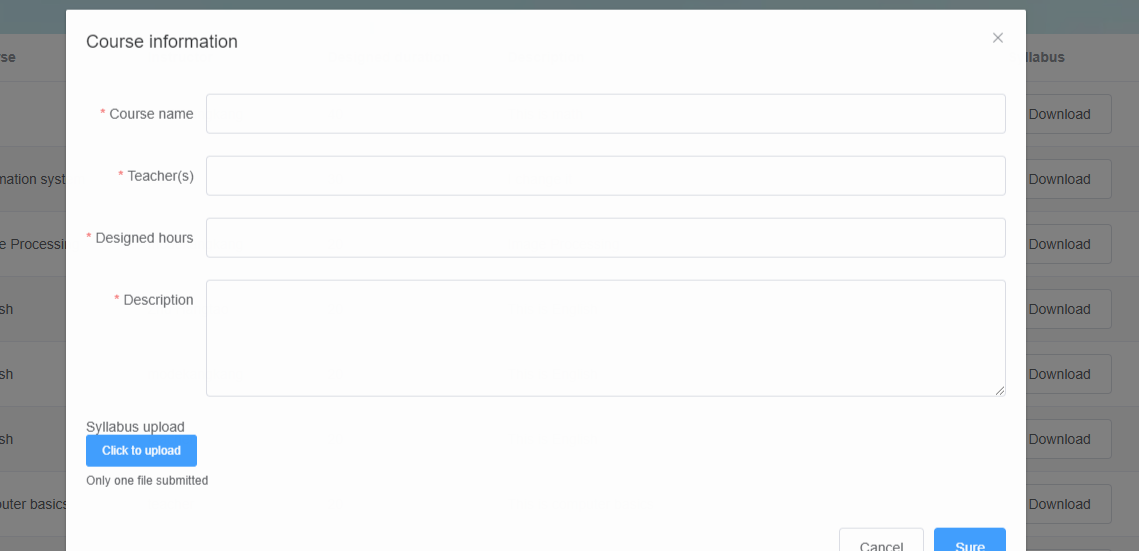 Course information
* Course name
* Teacher(s)
* Designed hours
* Description
Syllabus upload
Click to upload
Only one file submitted
Cancel
Sure
se
llabus
Download
mation syst
Download
e Processi
Download
sh
Download
sh
Download
sh
Download
uter basics
Download